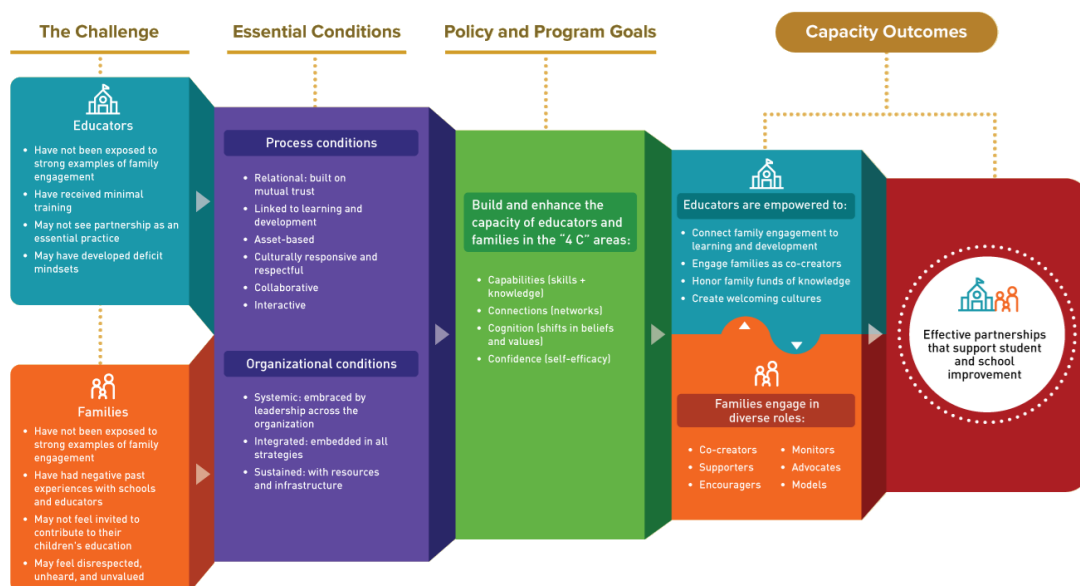 The Challenge
Essential Conditions
Policy and Program Goals
Capacity Outcomes
Educators
• Have not been exposed to
strong examples of family
engagement
• Have received minimal
training
• May not see partnership as an
essential practice
• May have developed deficit
mindsets
Families
• Have not been exposed to
strong examples of family
engagement
• Have had negative past
experiences with schools
and educators
• May not feel invited to
contribute to their
children's education
• May feel disrespected,
unheard, and unvalued
Process conditions
• Relational: built on
mutual trust
• Linked to learning and
development
• Asset-based
• Culturally responsive and
respectful
• Collaborative
• Interactive
Organizational conditions
• Systemic: embraced by
leadership across the
organization
• Integrated: embedded in all
strategies
• Sustained: with resources
and infrastructure
Build and enhance the
capacity of educators and
families in the "4 C" areas:
• Capabilities (skills +
knowledge)
• Connections (networks)
• Cognition (shifts in beliefs
and values)
• Confidence (self-efficacy)
Educators are empowered to:
• Connect family engagement to
learning and development
• Engage families as co-creators
• Honor family funds of knowledge
• Create welcoming cultures
Families engage in
diverse roles:
• Co-creators
• Supporters
• Encouragers
• Monitors
• Advocates
• Models
Effective partnerships
that support student
and school
improvement